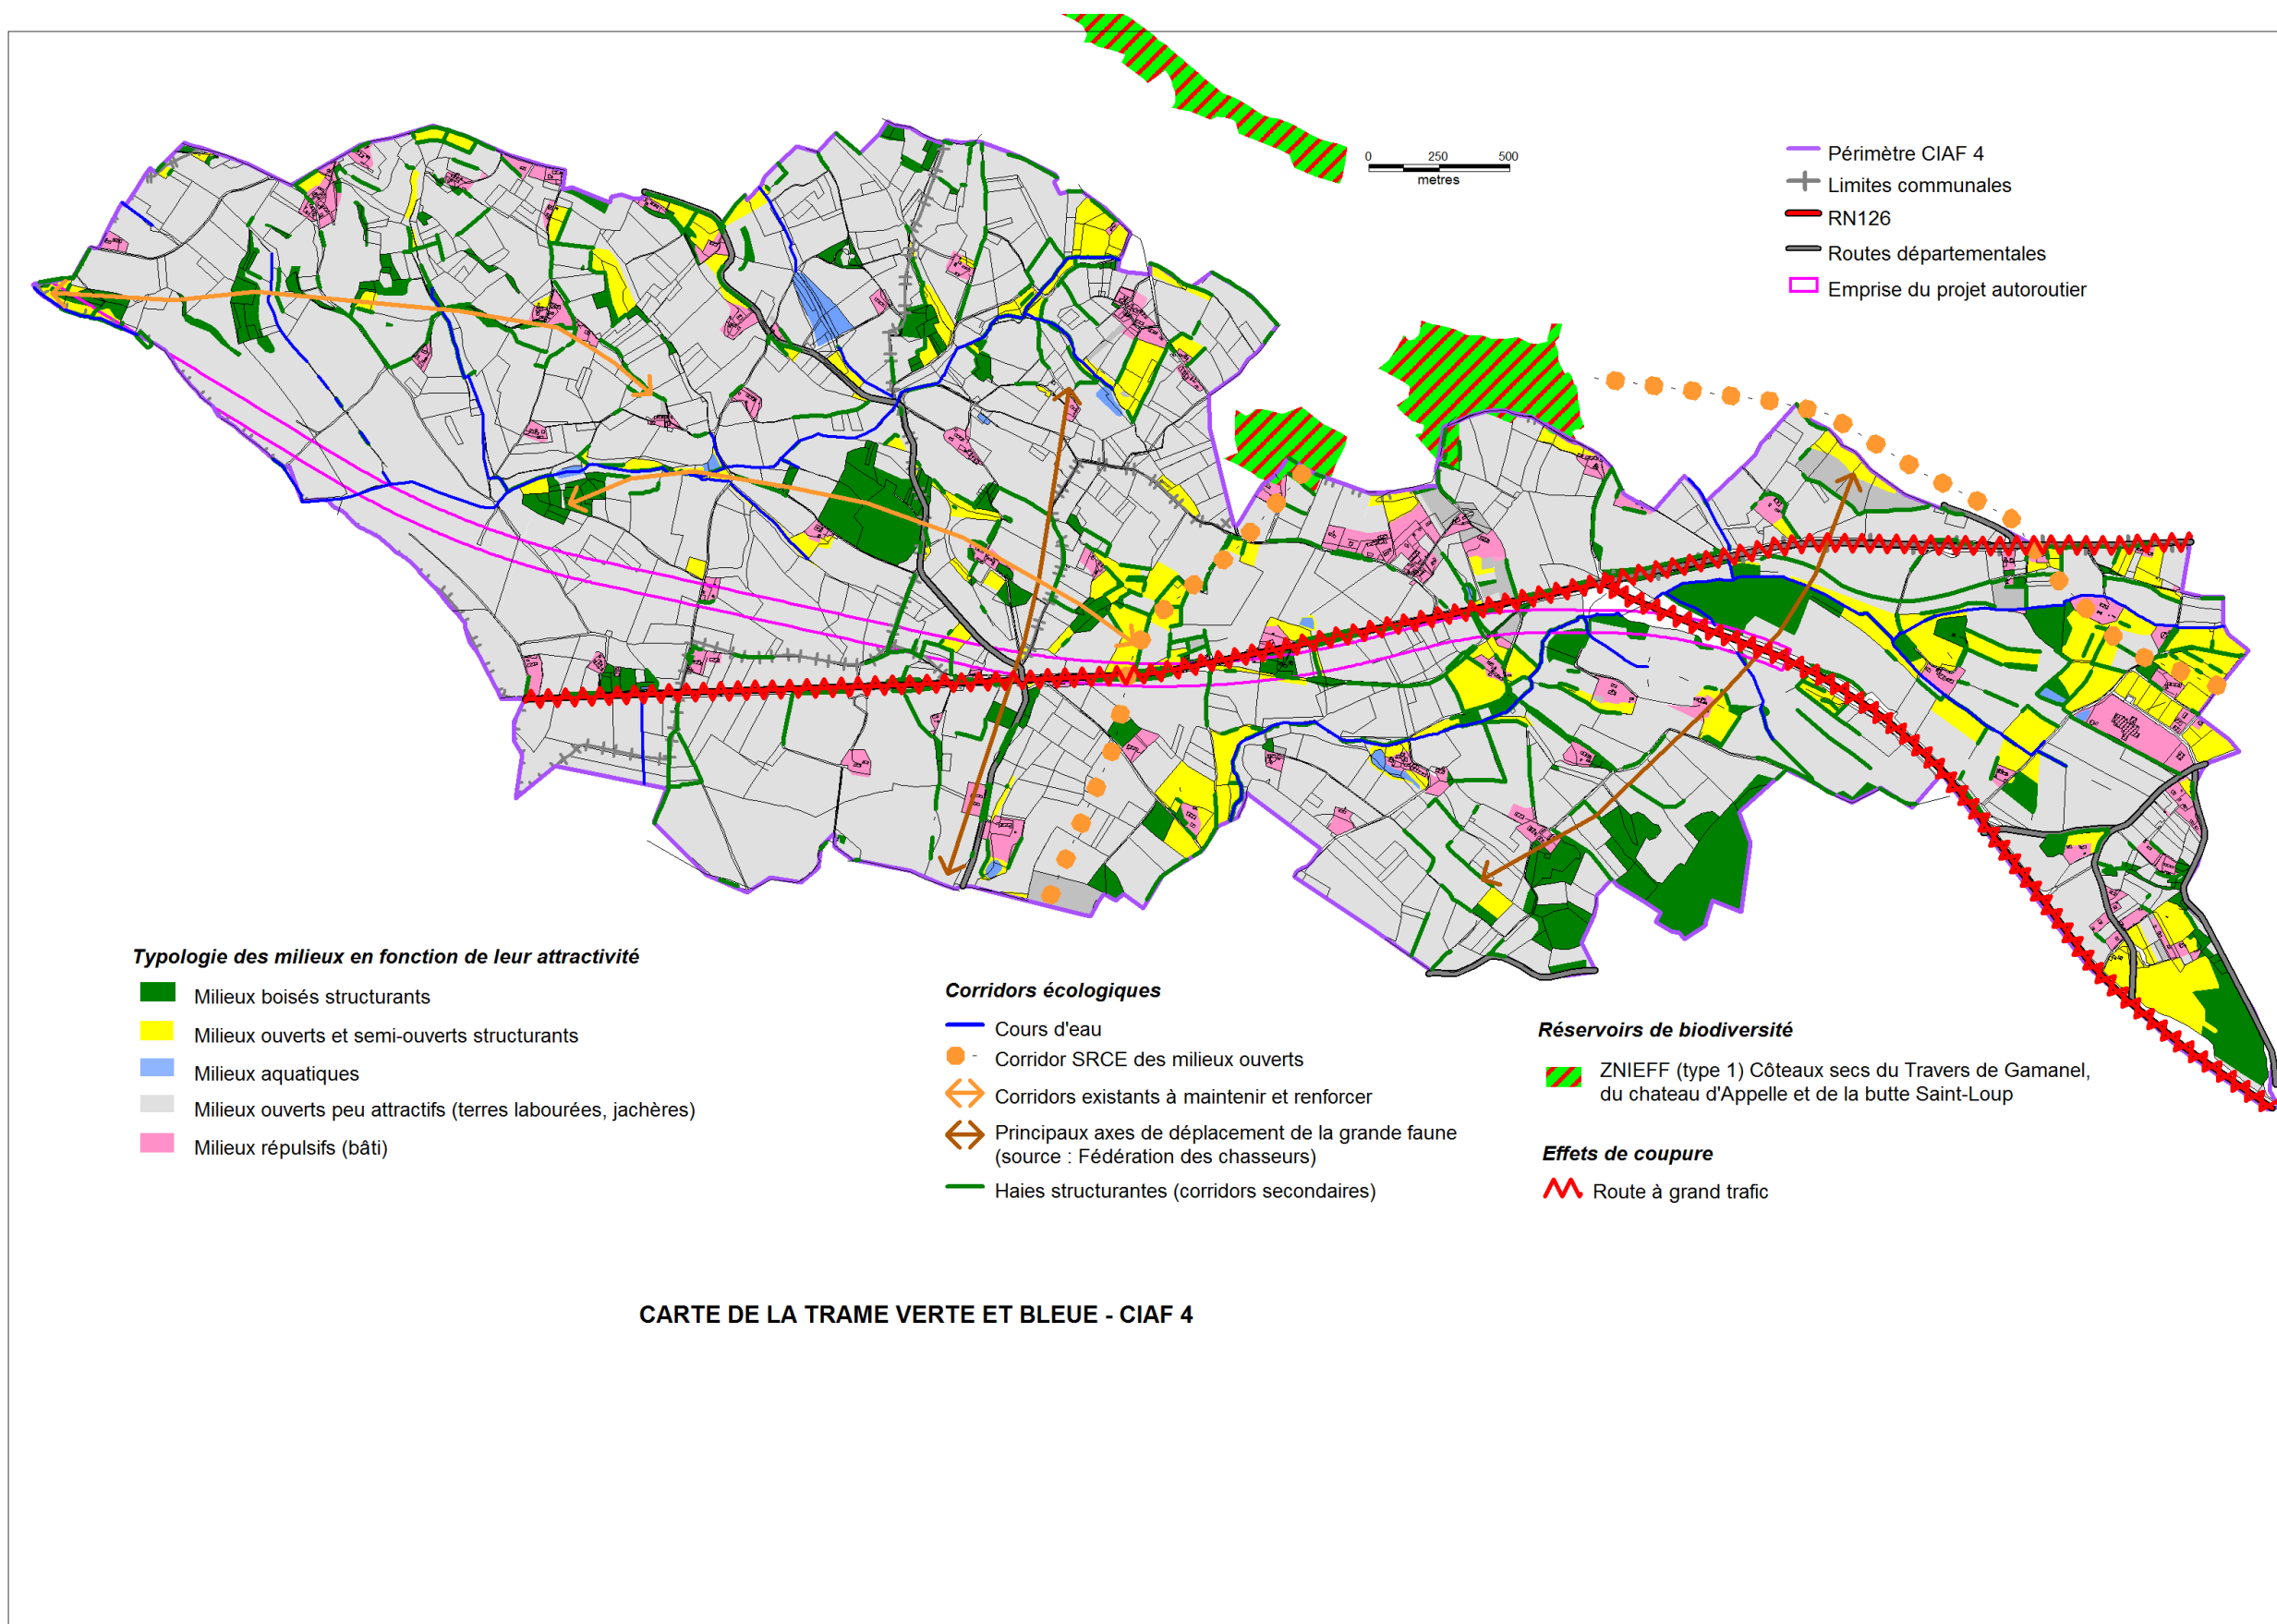 0 250 500
metres
Périmètre CIAF 4
Limites communales
RN126
Routes départementales
Emprise du projet autoroutier
Typologie des milieux en fonction de leur attractivité
Milieux boisés structurants
Milieux ouverts et semi-ouverts structurants
Milieux aquatiques
Milieux ouverts peu attractifs (terres labourées, jachères)
Milieux répulsifs (bâti)
Corridors écologiques
Cours d'eau
Corridor SRCE des milieux ouverts
Corridors existants à maintenir et renforcer
Principaux axes de déplacement de la grande faune
(source : Fédération des chasseurs)
Haies structurantes (corridors secondaires)
Réservoirs de biodiversité
ZNIEFF (type 1) Côteaux secs du Travers de Gamanel,
du chateau d'Appelle et de la butte Saint-Loup
Effets de coupure
Route à grand trafic
CARTE DE LA TRAME VERTE ET BLEUE - CIAF 4